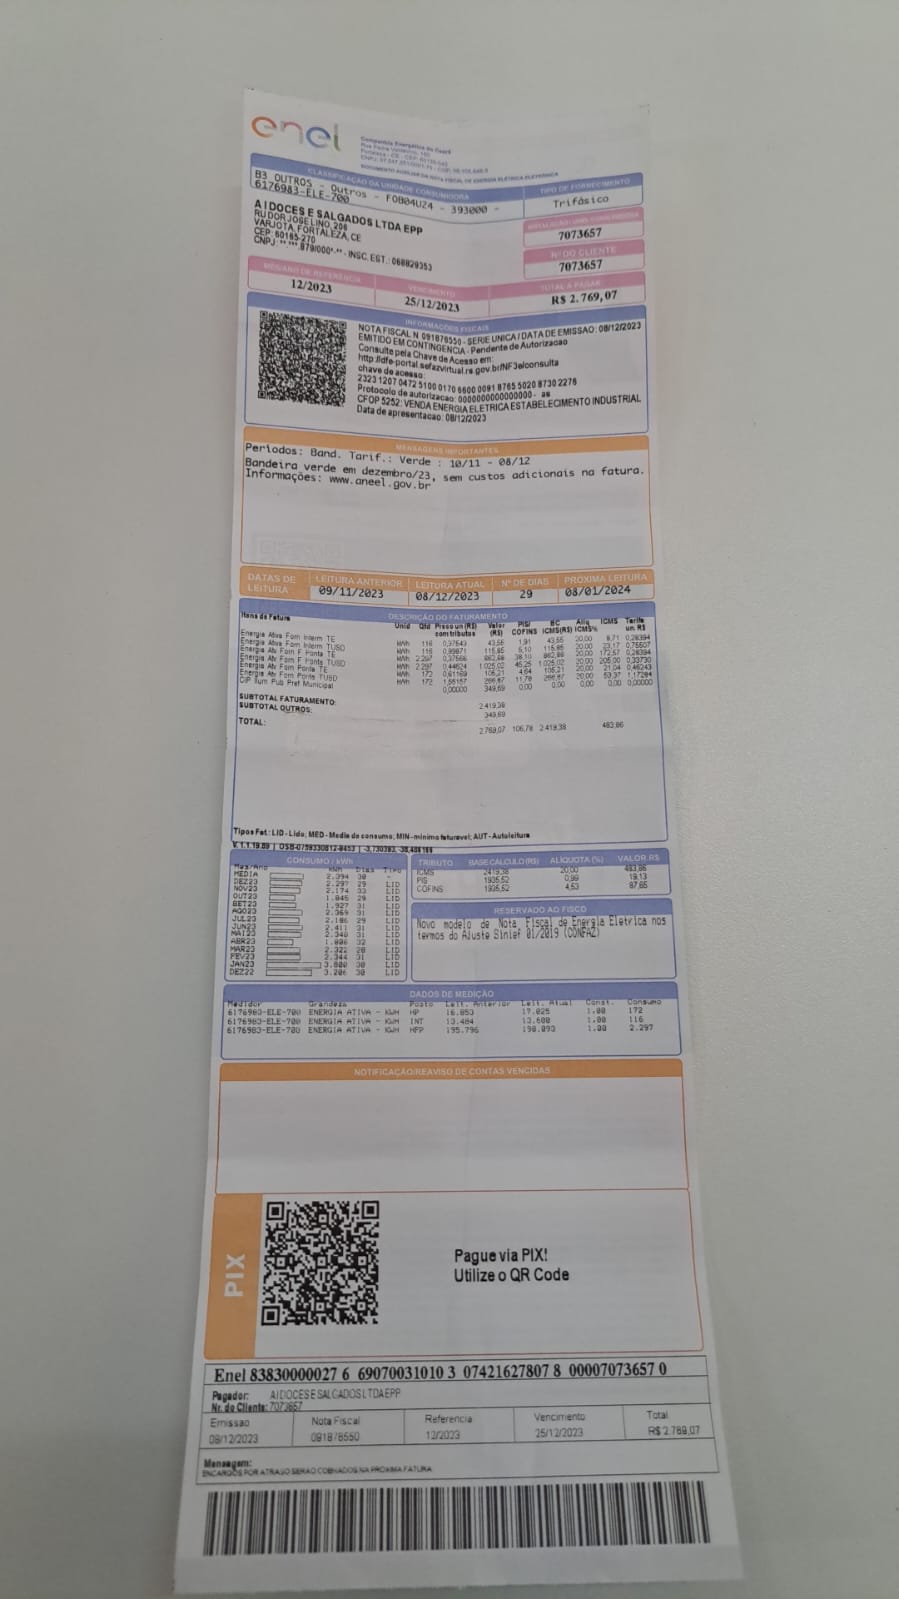 enel
Companhia Energética do Ceará
DOCUMENTO AUXILIAR DA NOTA FISCAL DE ENERGIA ELETRICA ELETRONICA
CLASSIFICAÇÃO DA UNIDADE CONSUMIDORA
B3 OUTROS - Outros - F0B04U24 - 393000 -
6176983-ELE-700
TIPO DE FORNECIMENTO
Trifásico
A I DOCES E SALGADOS LTDA EPP
RU DOR JOSE LINO, 206
VARJOTA, FORTALEZA, CE
CEP: 60165-270
CNPJ: **.***.879/000*-** - INSC. EST.: 068829353
7073657
Nº DO CLIENTE
7073657
MES/ANO DE REFERÊNCIA
12/2023
VENCIMENTO
25/12/2023
TOTAL A PAGAR
R$ 2.769,07
INFORMAÇÕES FISCAIS
NOTA FISCAL N 091876550 - SERIE UNICA / DATA DE EMISSAO: 08/12/2023
EMITIDO EM CONTINGENCIA - Pendente de Autorizacao
Consulte pela Chave de Acesso em:
http://dfe-portal.sefazvirtual.rs.gov.br/NF3e/consulta
chave de acesso:
2323 1207 0472 5100 0170 6600 0091 8765 5020 8730 2276
Protocolo de autorizacao: 0000000000000000 - as
CFOP 5252: VENDA ENERGIA ELETRICA ESTABELECIMENTO INDUSTRIAL
Data de apresentacao: 08/12/2023
MENSAGENS IMPORTANTES
Períodos: Band. Tarif.: Verde : 10/11 - 08/12
Bandeira verde em dezembro/23, sem custos adicionais na fatura.
Informações: www.aneel.gov.br
DATAS DE LEITURA
LEITURA ANTERIOR LEITURA ATUAL Nº DE DIAS PROXIMA LEITURA
09/11/2023 08/12/2023 29 08/01/2024
DESCRIÇÃO DO FATURAMENTO
Itens de Fatura Unid Qtd Preco un (R$) com tributos Valor (R$) PIS/COFINS BC ICMS(R$) Aliq ICMS% ICMS Tarifa un. R$
Energia Ativa Forn Interm TE kWh 116 0,37543 43,55 1,91 43,55 20,00 8,71 0,28394
Energia Ativa Forn Interm TUSD kWh 116 0,99871 115,85 5,10 115,85 20,00 23,17 0,75507
Energia Atv Forn F Ponta TE kWh 2.297 0,37566 862,88 38,10 862,88 20,00 172,57 0,28394
Energia Atv Forn F Ponta TUSD kWh 2.297 0,44624 1.025,02 45,25 1.025,02 20,00 205,00 0,33730
Energia Atv Forn Ponta TE kWh 172 0,61169 105,21 4,64 105,21 20,00 21,04 0,46243
Energia Atv Forn Ponta TUSD kWh 172 1,55157 266,87 11,78 266,87 20,00 53,37 1,17284
CIP Ilum Pub Pref Municipal 0,00000 349,69 0,00 0,00 0,00 0,00 0,00000
SUBTOTAL FATURAMENTO: 2.419,38
SUBTOTAL OUTROS: 349,69
TOTAL: 2.769,07 106,78 2.419,38 483,86
Tipos Fat.: LID - Lido; MED - Media de consumo; MIN - minimo faturavel; AUT - Autoleitura
CONSUMO / kWh
Mes/Ano kWh Dias Tipo
MEDIA 2.394 30 -
DEZ23 2.297 29 LID
NOV23 2.174 33 LID
OUT23 1.845 29 LID
SET23 1.927 31 LID
AGO23 2.369 31 LID
JUL23 2.186 29 LID
JUN23 2.411 31 LID
MAI23 2.340 31 LID
ABR23 32 LID
MAR23 2.322 28 LID
FEV23 2.344 31 LID
JAN23 30 LID
DEZ22 3.206 30 LID
TRIBUTO BASE CALCULO (R$) ALÍQUOTA (%) VALOR R$
ICMS 2419,38 20,00 483,86
PIS 1935,52 0,99 19,13
COFINS 1935,52 4,53 87,65
RESERVADO AO FISCO
Novo modelo de Nota Fiscal de Energia Eletrica nos
termos do Ajuste Sinief 01/2019 (CONFAZ)
DADOS DE MEDIÇÃO
Medidor Grandeza Posto Leit. Anterior Leit. Atual Const. Consumo
6176983-ELE-700 ENERGIA ATIVA - KWH HP 16.853 17.025 1.00 172
6176983-ELE-700 ENERGIA ATIVA - KWH INT 13.484 13.600 1.00 116
6176983-ELE-700 ENERGIA ATIVA - KWH HFP 195.796 198.093 1.00 2.297
NOTIFICAÇÃO/REAVISO DE CONTAS VENCIDAS
PIX
Pague via PIX!
Utilize o QR Code
Enel 83830000027 6 69070031010 3 07421627807 8 00007073657 0
Pagador: A I DOCES E SALGADOS LTDA EPP
Nr. do Cliente: 7073657
Emissao Nota Fiscal Referencia Vencimento Total
08/12/2023 091876550 12/2023 25/12/2023 R$ 2.769,07
Mensagem:
ENCARGOS POR ATRASO SERAO COBRADOS NA PROXIMA FATURA